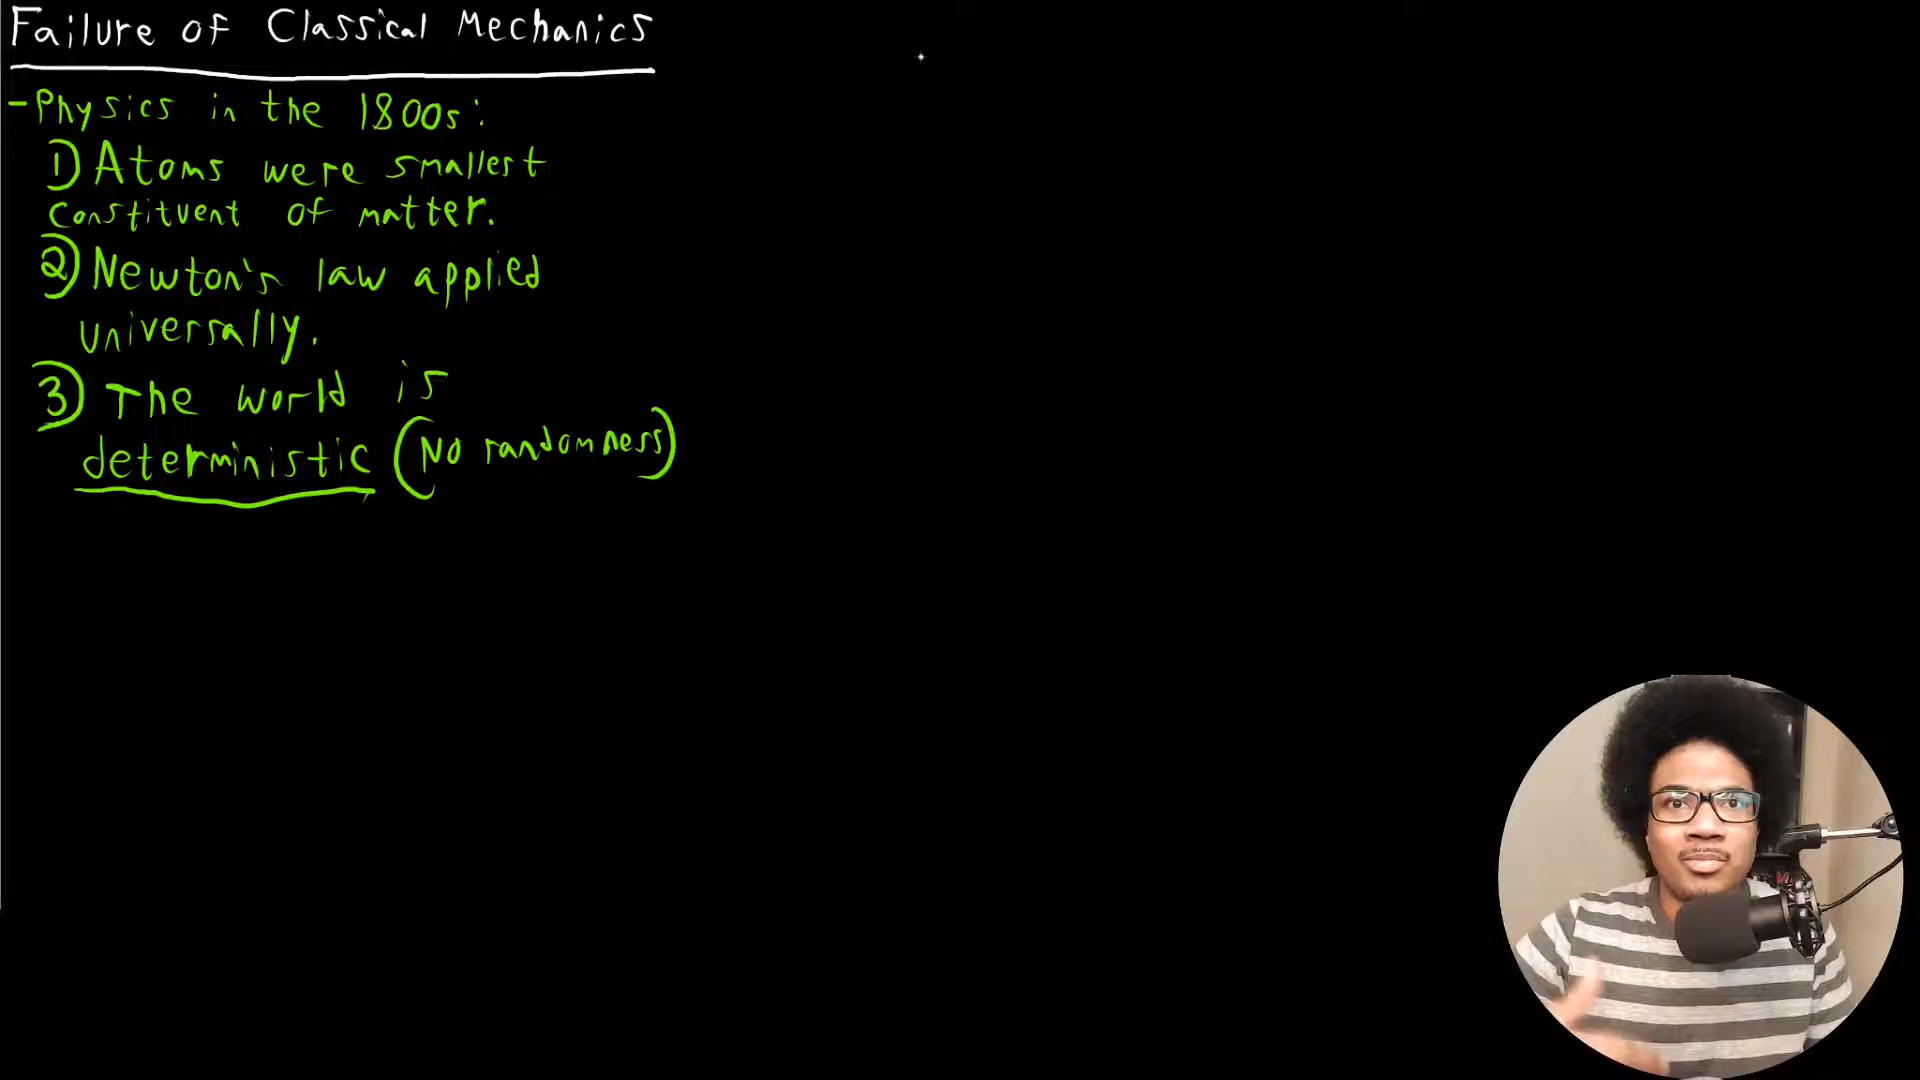 Failure of Classical Mechanics
- Physics in the 1800s:
1) Atoms were smallest
constituent of matter.
2) Newton's law applied
universally.
3) The world is
deterministic (No randomness)